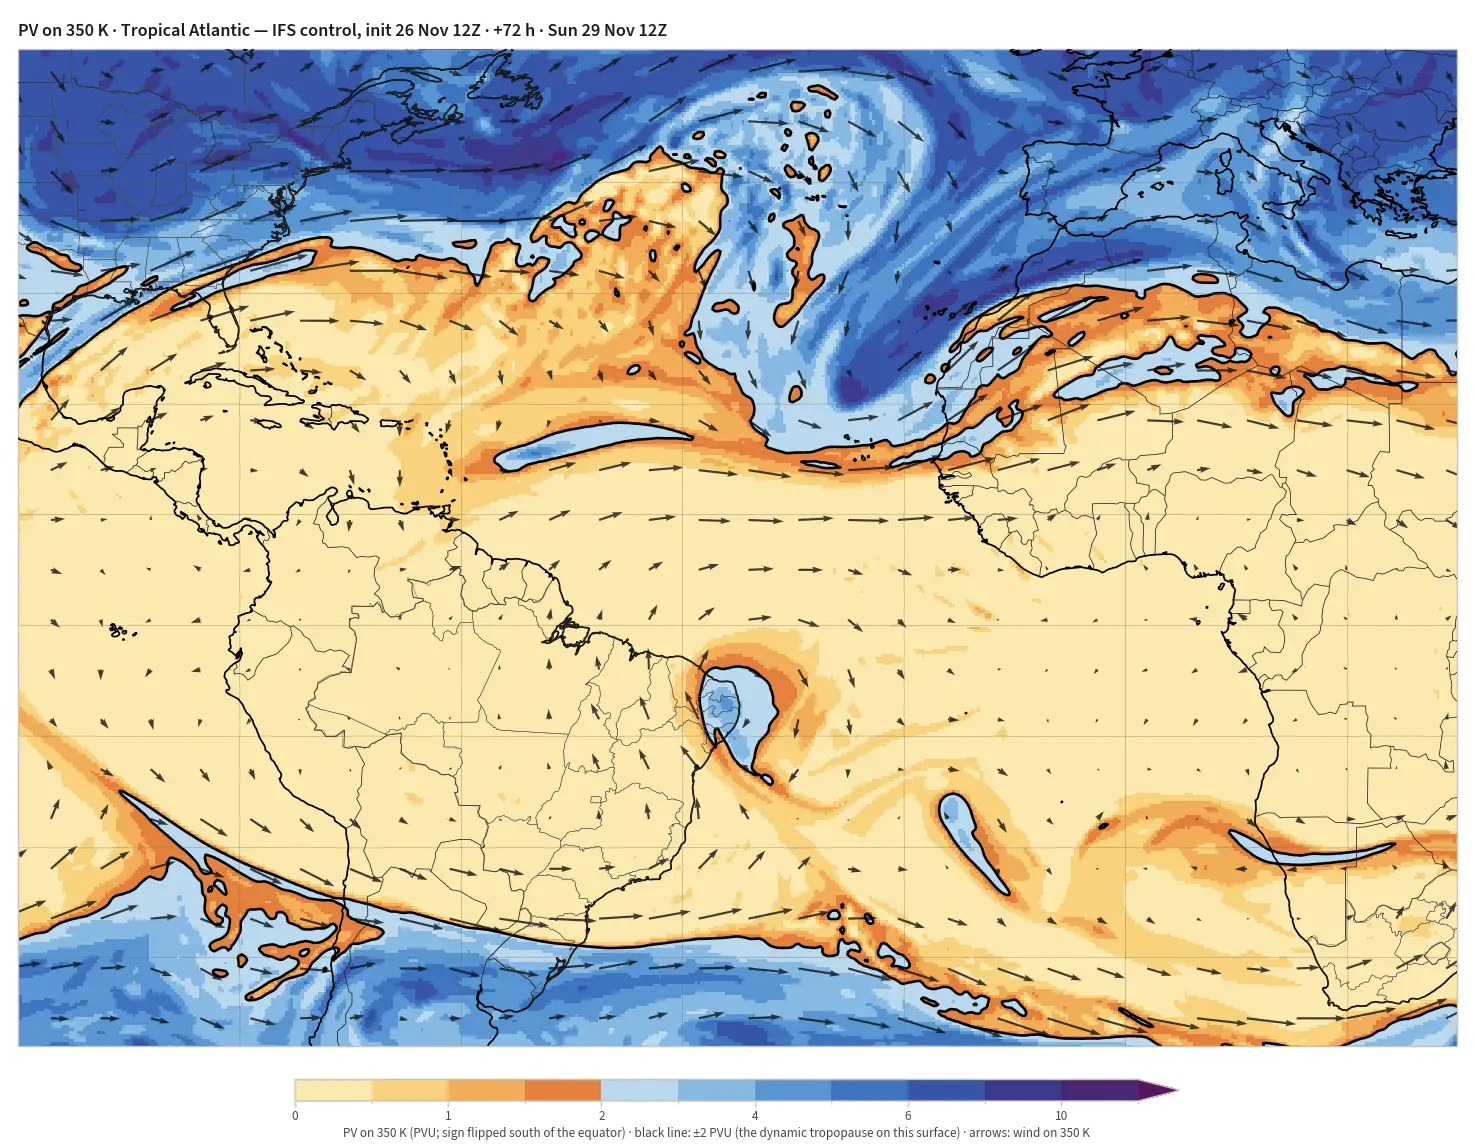 PV on 350 K · Tropical Atlantic — IFS control, init 26 Nov 12Z · +72 h · Sun 29 Nov 12Z
0 1 2 4 6 10
PV on 350 K (PVU; sign flipped south of the equator) · black line: ±2 PVU (the dynamic tropopause on this surface) · arrows: wind on 350 K